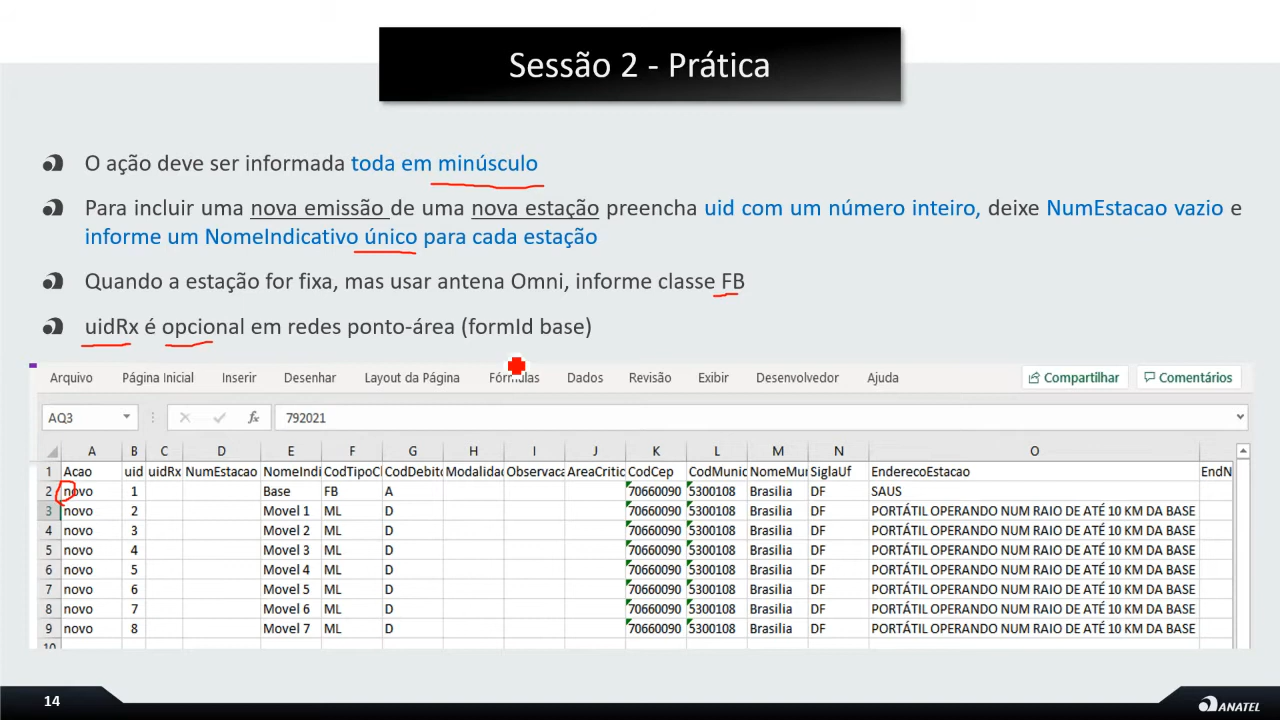 Sessão 2 - Prática
O ação deve ser informada toda em minúsculo
Para incluir uma nova emissão de uma nova estação preencha uid com um número inteiro, deixe NumEstacao vazio e
informe um NomeIndicativo único para cada estação
Quando a estação for fixa, mas usar antena Omni, informe classe FB
uidRx é opcional em redes ponto-área (formId base)
Arquivo Página Inicial Inserir Desenhar Layout da Página Fórmulas Dados Revisão Exibir Desenvolvedor Ajuda Compartilhar Comentários
AQ3 fx 792021
A B C D E F G H I J K L M N O
1 Acao uid uidRx NumEstacao NomeIndi CodTipoCl CodDebito Modalidad Observaca AreaCritic CodCep CodMunic NomeMun SiglaUf EnderecoEstacao EndN
2 novo 1 Base FB A 70660090 5300108 Brasilia DF SAUS
3 novo 2 Movel 1 ML D 70660090 5300108 Brasilia DF PORTÁTIL OPERANDO NUM RAIO DE ATÉ 10 KM DA BASE
4 novo 3 Movel 2 ML D 70660090 5300108 Brasilia DF PORTÁTIL OPERANDO NUM RAIO DE ATÉ 10 KM DA BASE
5 novo 4 Movel 3 ML D 70660090 5300108 Brasilia DF PORTÁTIL OPERANDO NUM RAIO DE ATÉ 10 KM DA BASE
6 novo 5 Movel 4 ML D 70660090 5300108 Brasilia DF PORTÁTIL OPERANDO NUM RAIO DE ATÉ 10 KM DA BASE
7 novo 6 Movel 5 ML D 70660090 5300108 Brasilia DF PORTÁTIL OPERANDO NUM RAIO DE ATÉ 10 KM DA BASE
8 novo 7 Movel 6 ML D 70660090 5300108 Brasilia DF PORTÁTIL OPERANDO NUM RAIO DE ATÉ 10 KM DA BASE
9 novo 8 Movel 7 ML D 70660090 5300108 Brasilia DF PORTÁTIL OPERANDO NUM RAIO DE ATÉ 10 KM DA BASE
10
14
ANATEL